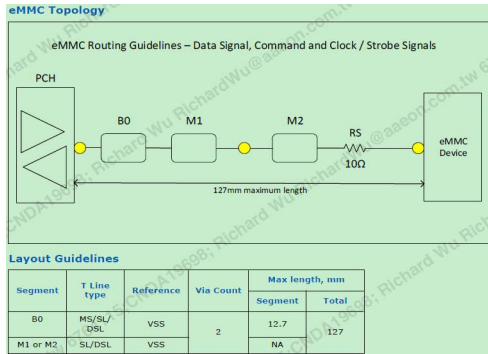 eMMC Topology
eMMC Routing Guidelines – Data Signal, Command and Clock / Strobe Signals
PCH
B0
M1
M2
RS
10Ω
eMMC
Device
127mm maximum length
Layout Guidelines
Segment
T Line
type
Reference
Via Count
Max length, mm
Segment
Total
B0
MS/SL/
DSL
VSS
2
12.7
127
M1 or M2
SL/DSL
VSS
NA